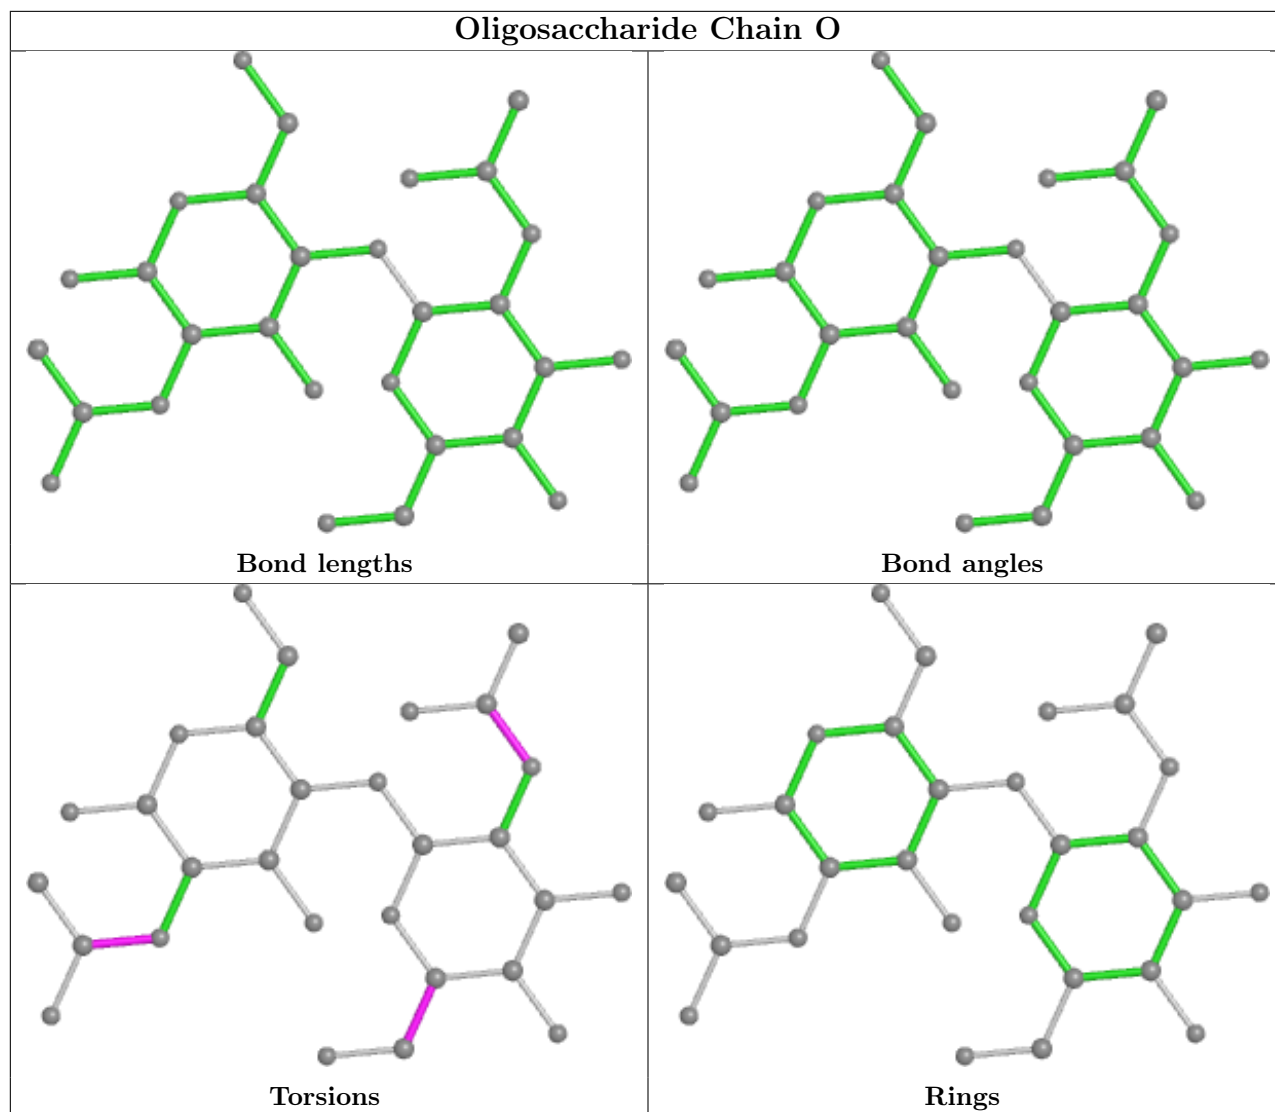 Oligosaccharide Chain O
Bond lengths
Bond angles
Torsions
Rings